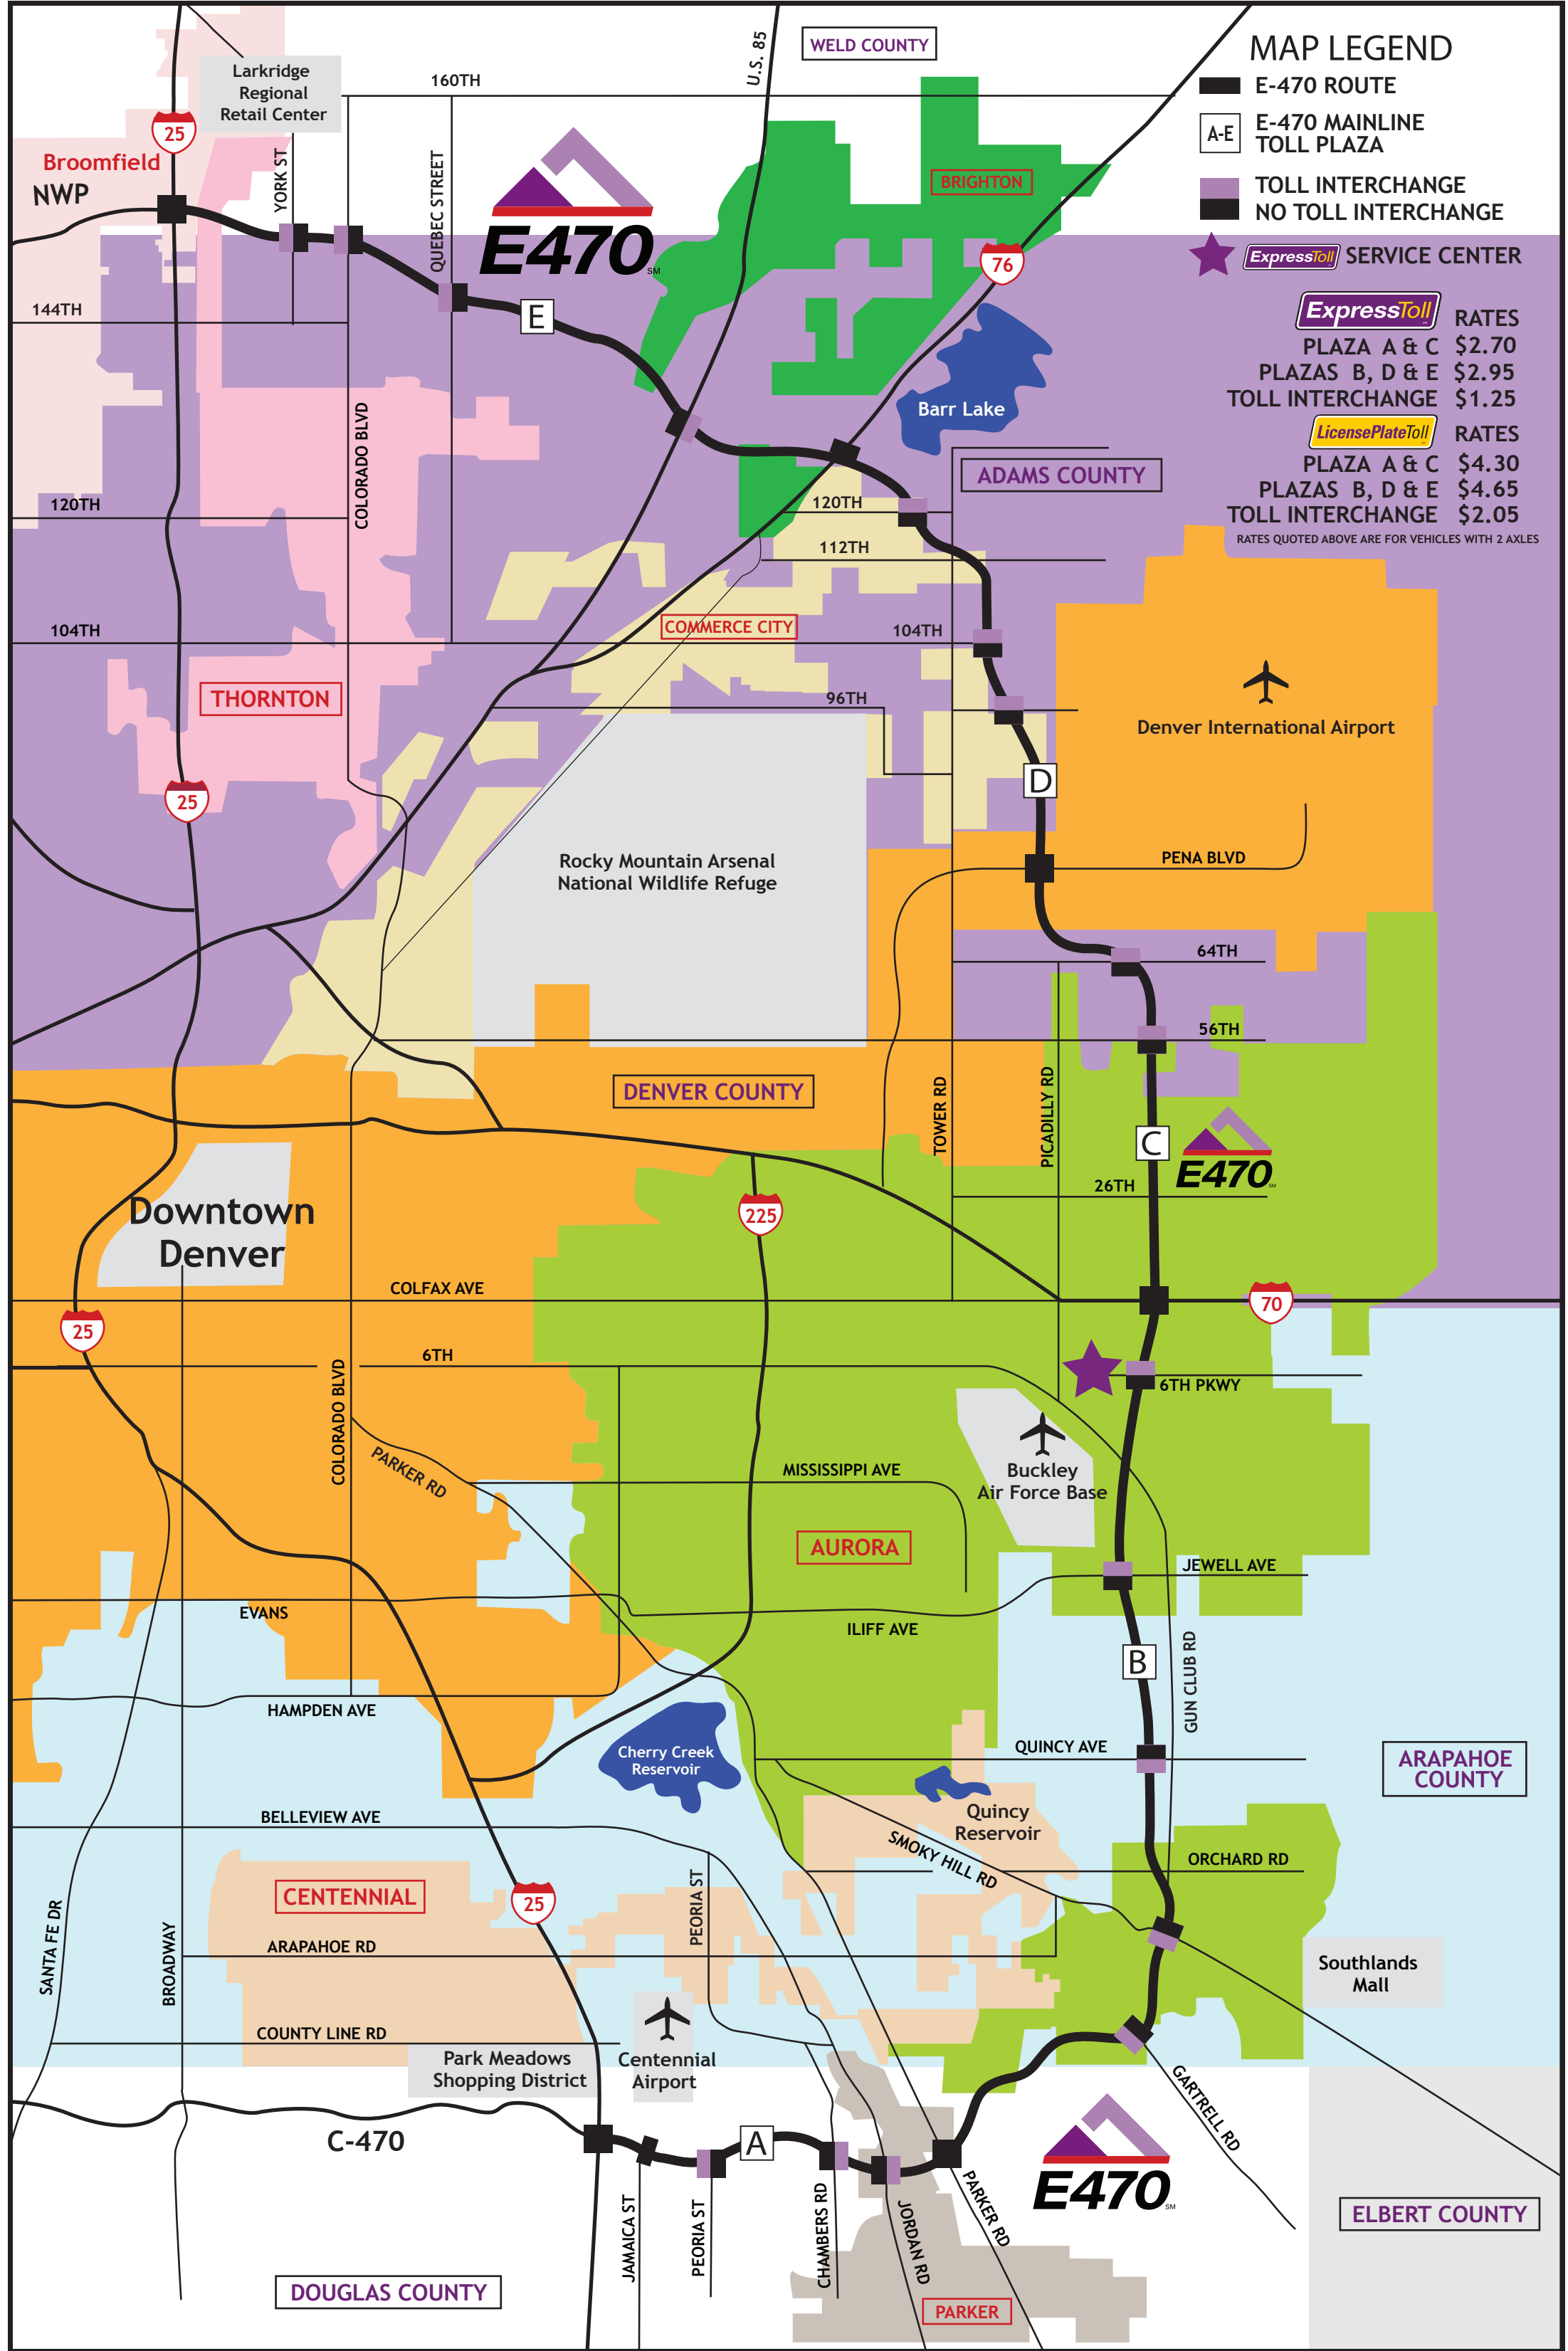 MAP LEGEND
E-470 ROUTE
A-E
E-470 MAINLINE
TOLL PLAZA
TOLL INTERCHANGE
NO TOLL INTERCHANGE
ExpressToll SERVICE CENTER
ExpressToll RATES
PLAZA A & C $2.70
PLAZAS B, D & E $2.95
TOLL INTERCHANGE $1.25
LicensePlateToll RATES
PLAZA A & C $4.30
PLAZAS B, D & E $4.65
TOLL INTERCHANGE $2.05
RATES QUOTED ABOVE ARE FOR VEHICLES WITH 2 AXLES
WELD COUNTY
U.S. 85
Larkridge
Regional
Retail Center
160TH
25
Broomfield
NWP
YORK ST
QUEBEC STREET
E470
SM
BRIGHTON
76
144TH
E
Barr Lake
COLORADO BLVD
ADAMS COUNTY
120TH
120TH
112TH
104TH
COMMERCE CITY
104TH
THORNTON
96TH
Denver International Airport
25
D
Rocky Mountain Arsenal
National Wildlife Refuge
PENA BLVD
64TH
56TH
DENVER COUNTY
TOWER RD
PICADILLY RD
C
E470
SM
26TH
Downtown
Denver
225
COLFAX AVE
70
25
6TH
6TH PKWY
COLORADO BLVD
PARKER RD
MISSISSIPPI AVE
Buckley
Air Force Base
AURORA
JEWELL AVE
EVANS
ILIFF AVE
B
GUN CLUB RD
HAMPDEN AVE
Cherry Creek
Reservoir
QUINCY AVE
ARAPAHOE
COUNTY
BELLEVIEW AVE
Quincy
Reservoir
SMOKY HILL RD
ORCHARD RD
CENTENNIAL
25
PEORIA ST
SANTA FE DR
BROADWAY
ARAPAHOE RD
Southlands
Mall
COUNTY LINE RD
Park Meadows
Shopping District
Centennial
Airport
GARTRELL RD
C-470
A
E470
SM
JAMAICA ST
PEORIA ST
CHAMBERS RD
JORDAN RD
PARKER RD
ELBERT COUNTY
DOUGLAS COUNTY
PARKER